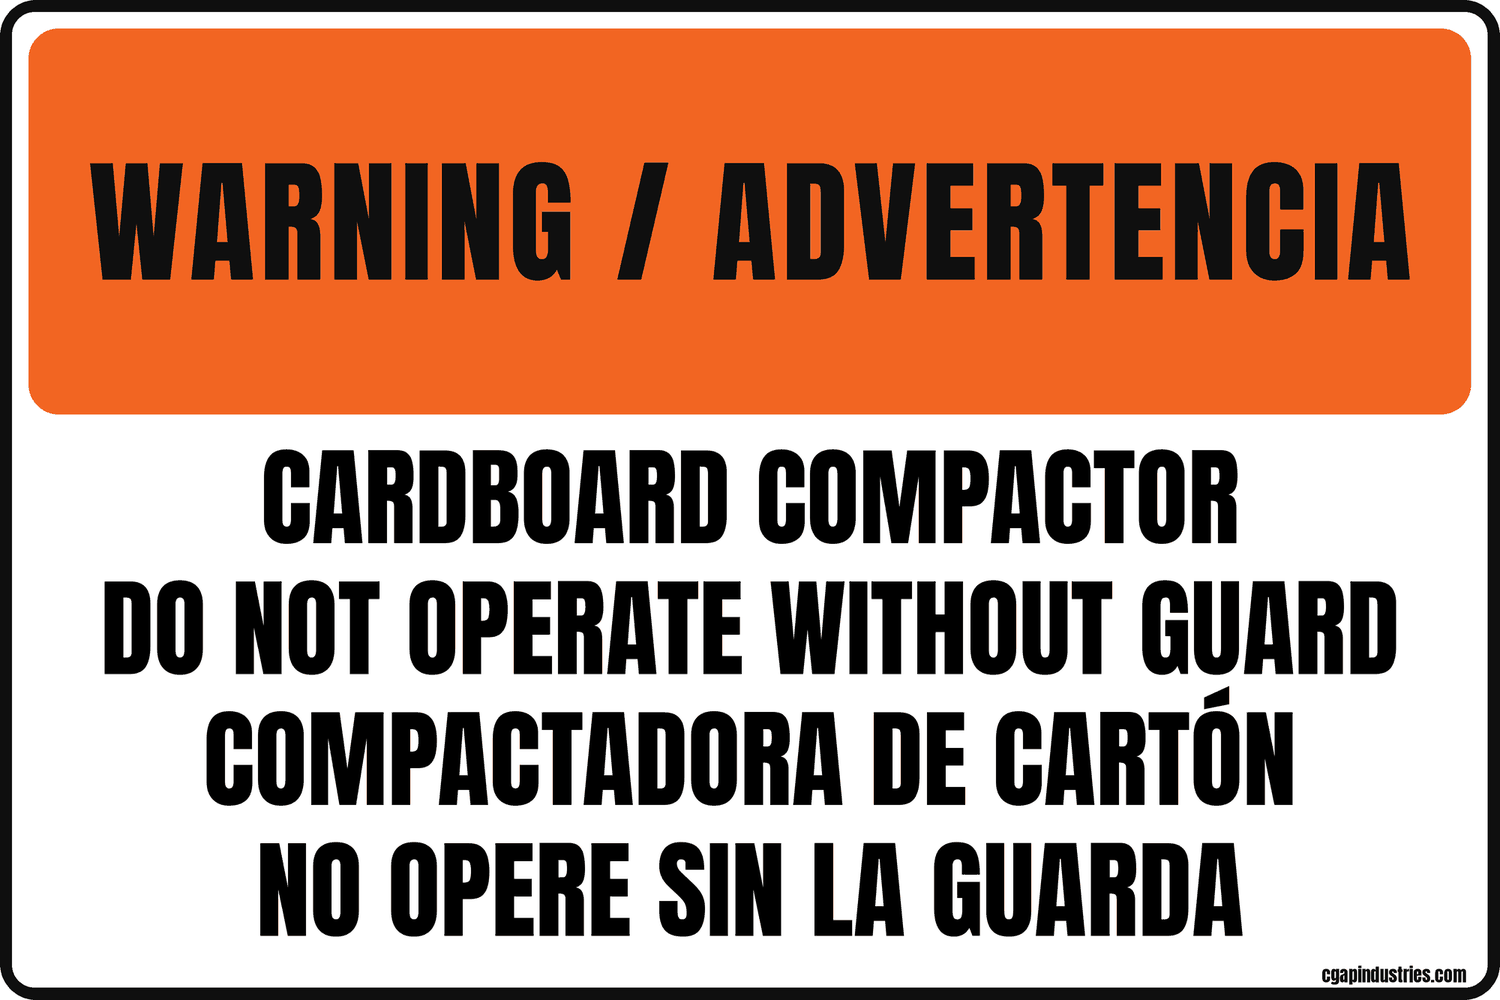 WARNING / ADVERTENCIA
CARDBOARD COMPACTOR
DO NOT OPERATE WITHOUT GUARD
COMPACTADORA DE CARTÓN
NO OPERE SIN LA GUARDA
cgapindustries.com